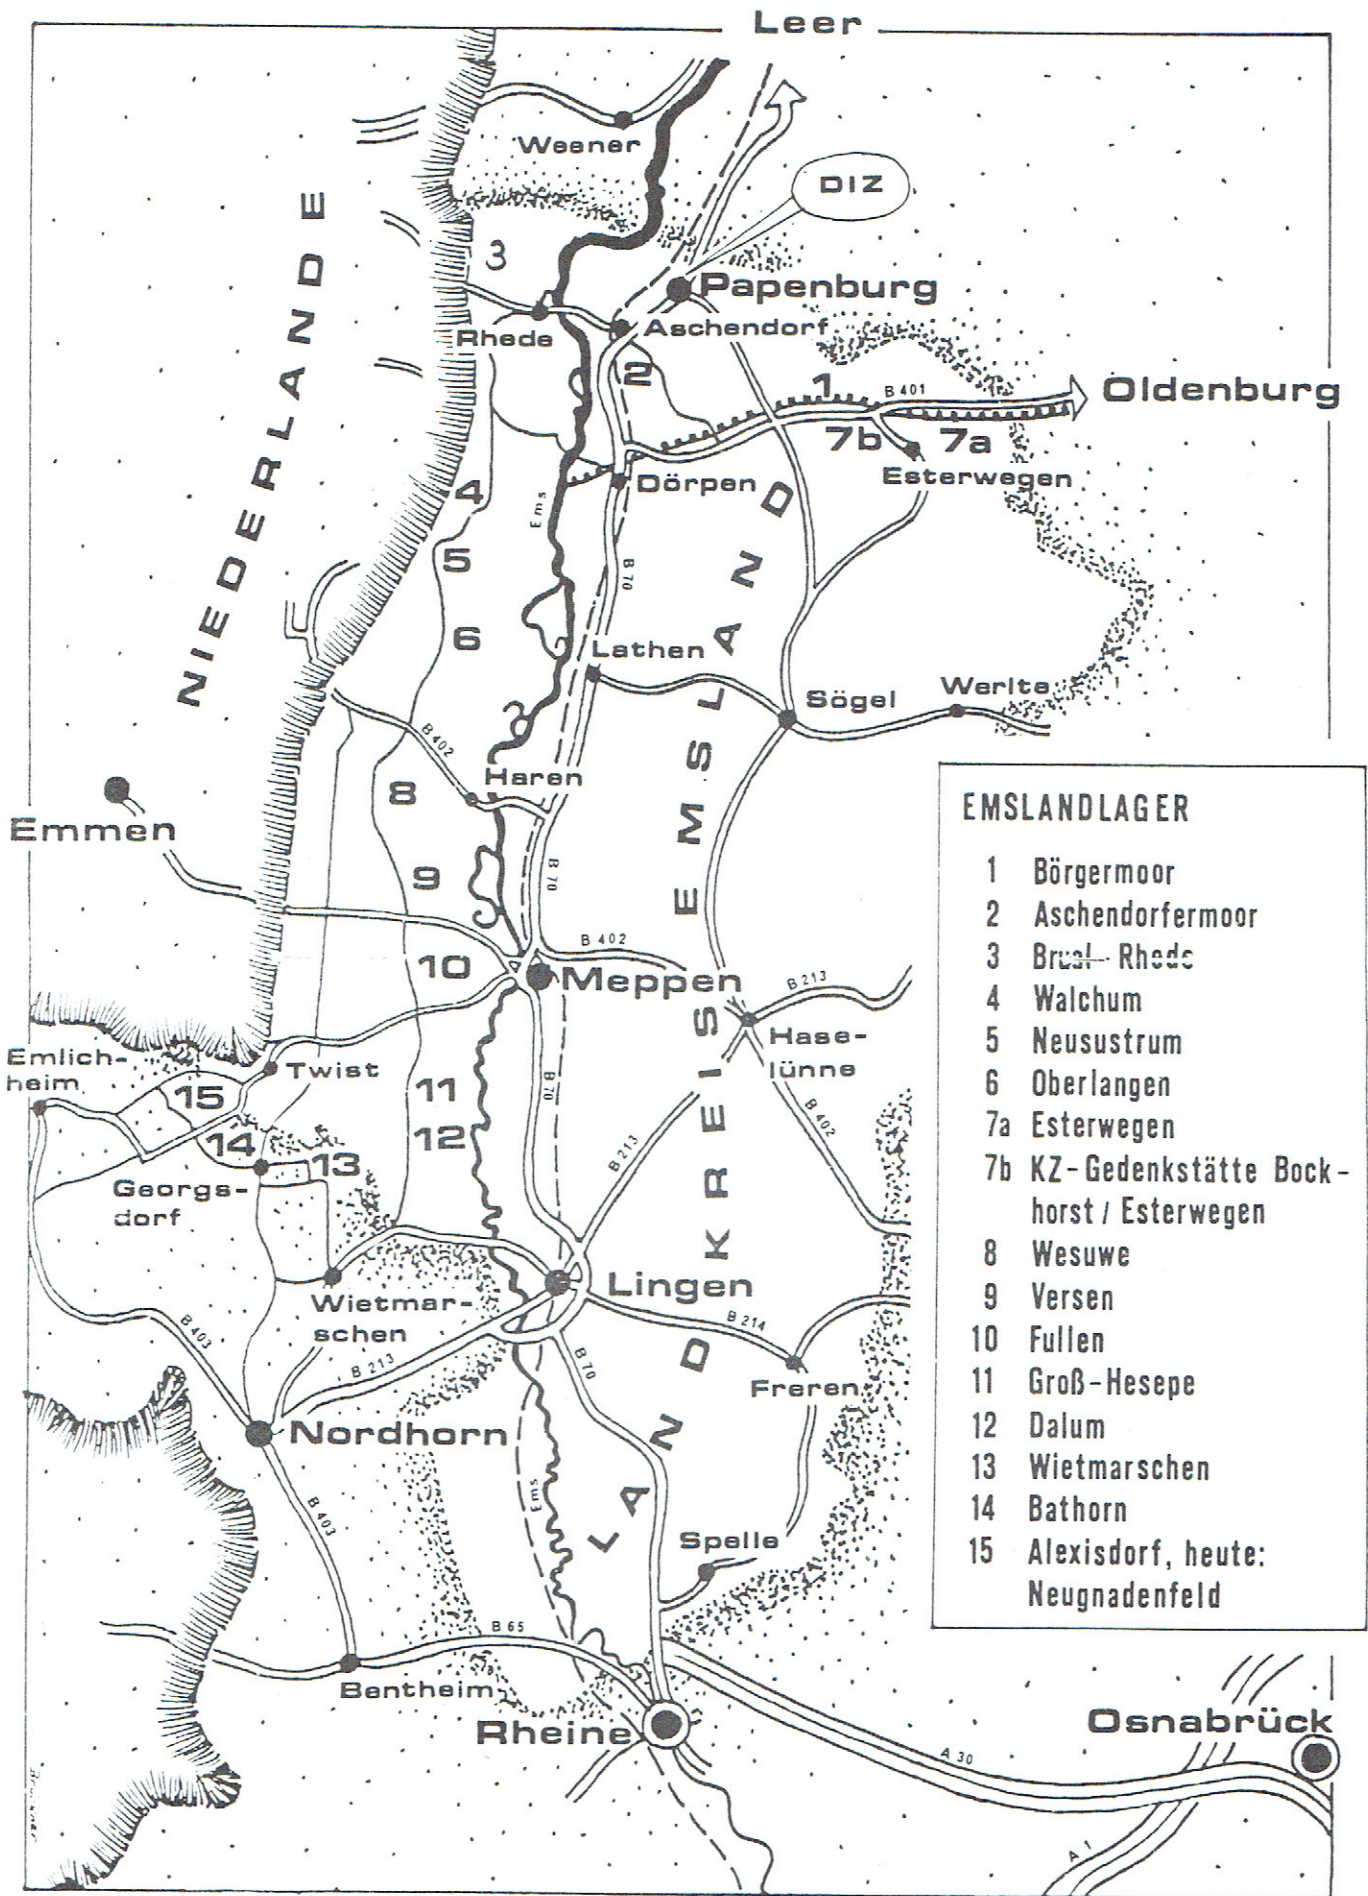 Leer
Weener
DIZ
NIEDERLANDE
3
Papenburg
Rhede
Aschendorf
2
1
B 401
Oldenburg
7b
7a
Esterwegen
Dörpen
4
Ems
5
B 70
6
Lathen
Sögel
Werlte
LANDKREIS EMSLAND
B 402
Haren
8
Emmen
9
B 70
B 402
10
Meppen
B 213
Hase-
lünne
Emlich-
heim
Twist
15
11
B 70
12
B 402
14
13
B 213
Georgs-
dorf
Lingen
Wietmar-
schen
B 403
B 213
B 214
B 70
Freren
Nordhorn
B 403
Ems
Spelle
B 65
Bentheim
Rheine
A 30
Osnabrück
A 1
EMSLANDLAGER
1 Börgermoor
2 Aschendorfermoor
3 Brual-Rhede
4 Walchum
5 Neusustrum
6 Oberlangen
7a Esterwegen
7b KZ-Gedenkstätte Bock-
horst / Esterwegen
8 Wesuwe
9 Versen
10 Fullen
11 Groß-Hesepe
12 Dalum
13 Wietmarschen
14 Bathorn
15 Alexisdorf, heute:
Neugnadenfeld